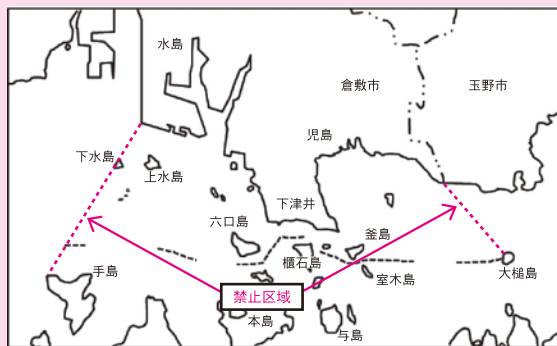 水島
倉敷市
玉野市
児島
下水島
上水島
下津井
六口島
釜島
櫃石島
手島
室木島
大槌島
禁止区域
本島
与島